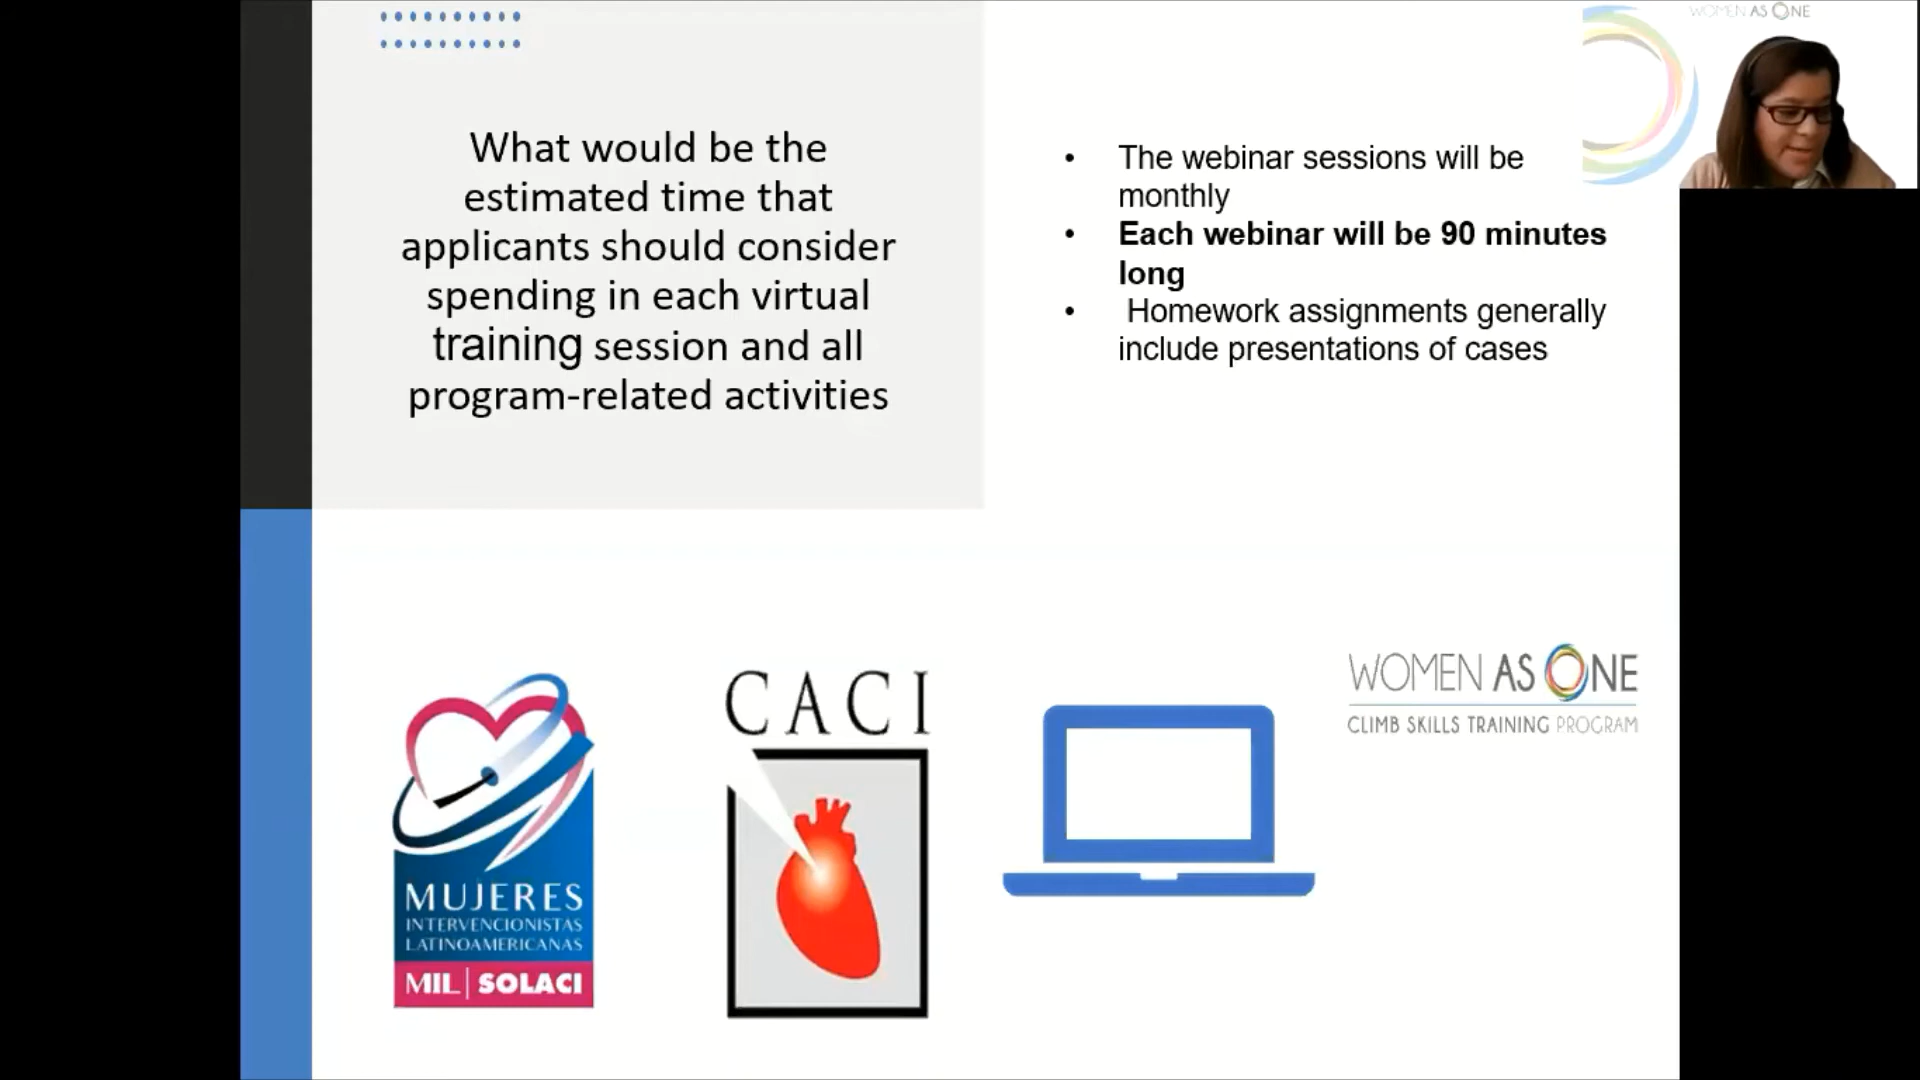 What would be the
estimated time that
applicants should consider
spending in each virtual
training session and all
program-related activities
WOMEN AS ONE
• The webinar sessions will be
monthly
• Each webinar will be 90 minutes
long
• Homework assignments generally
include presentations of cases
MUJERES
INTERVENCIONISTAS
LATINOAMERICANAS
MIL | SOLACI
CACI
WOMEN AS ONE
CLIMB SKILLS TRAINING PROGRAM